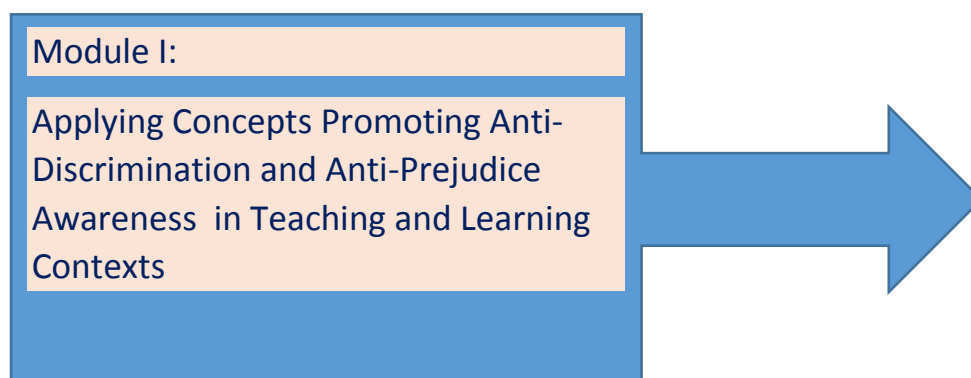 Module I:
Applying Concepts Promoting Anti-
Discrimination and Anti-Prejudice
Awareness  in Teaching and Learning
Contexts